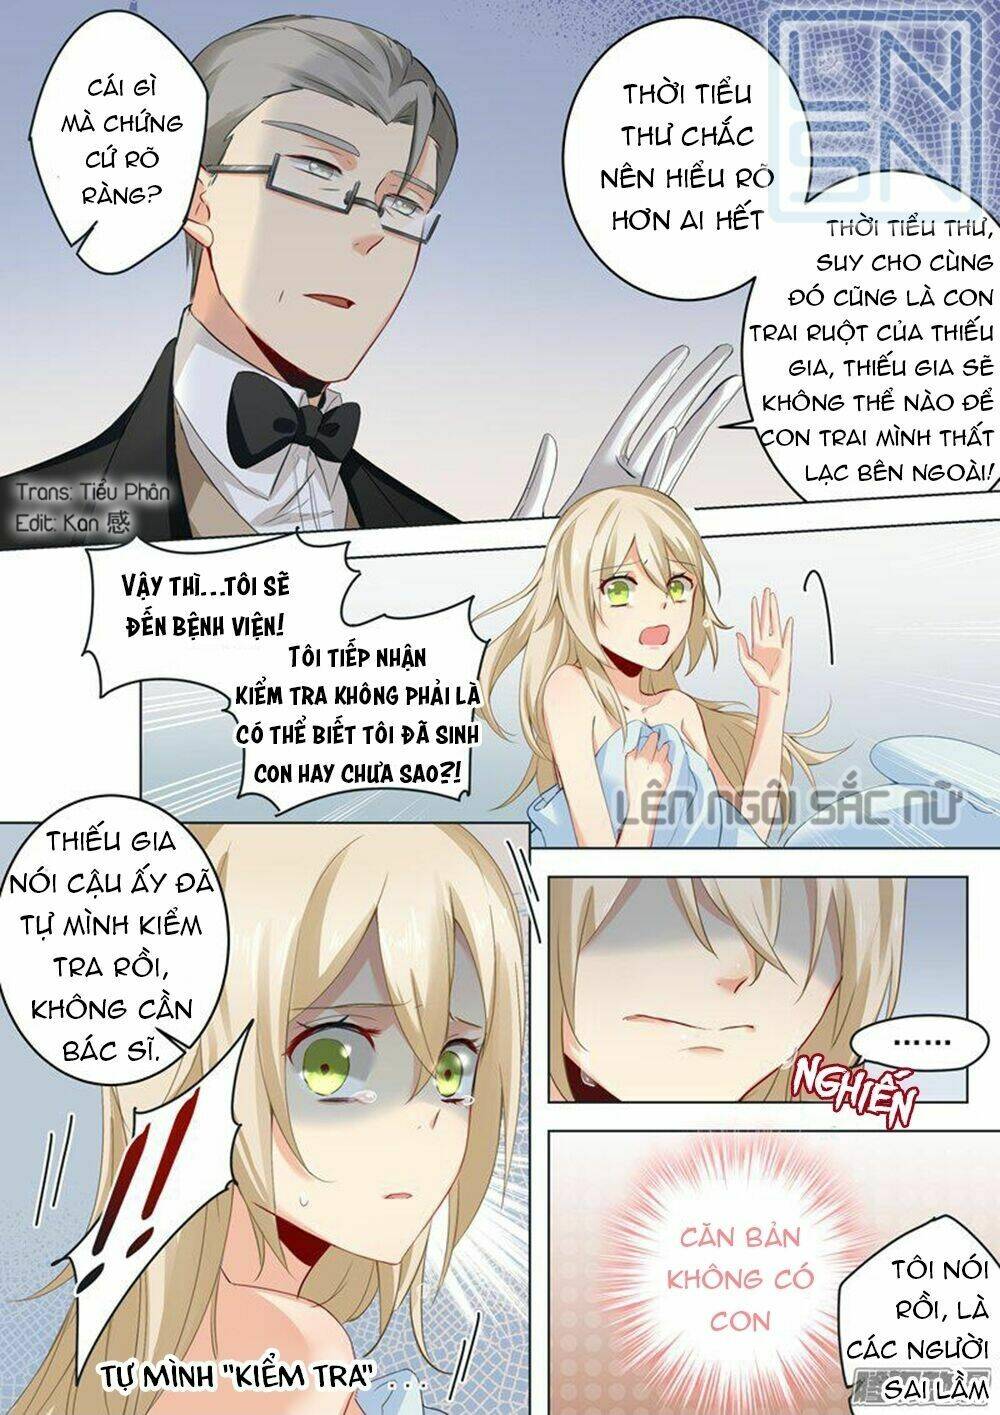 CÁI GÌ
MÀ CHỨNG
CỨ RÕ
RÀNG?
THỜI TIỂU
THƯ CHẮC
NÊN HIỂU RÕ
HƠN AI HẾT
LN
SN
THỜI TIỂU THƯ,
SUY CHO CÙNG
ĐÓ CŨNG LÀ CON
TRAI RUỘT CỦA THIẾU
GIA, THIẾU GIA SẼ
KHÔNG THỂ NÀO ĐỂ
CON TRAI MÌNH THẤT
LẠC BÊN NGOÀI!
Trans: Tiểu Phân
Edit: Kan 感
VẬY THÌ...TÔI SẼ
ĐẾN BỆNH VIỆN!
TÔI TIẾP NHẬN
KIỂM TRA KHÔNG PHẢI LÀ
CÓ THỂ BIẾT TÔI ĐÃ SINH
CON HAY CHƯA SAO?!
LÊN NGÔI SẮC NỮ
THIẾU GIA
NÓI CẬU ẤY ĐÃ
TỰ MÌNH KIỂM
TRA RỒI,
KHÔNG CẦN
BÁC SĨ.
!!
TỰ MÌNH "KIỂM TRA" . . .
......
NGHIẾN
CĂN BẢN
KHÔNG CÓ
CON
TÔI NÓI
RỒI, LÀ
CÁC NGƯỜI
SAI LẦM